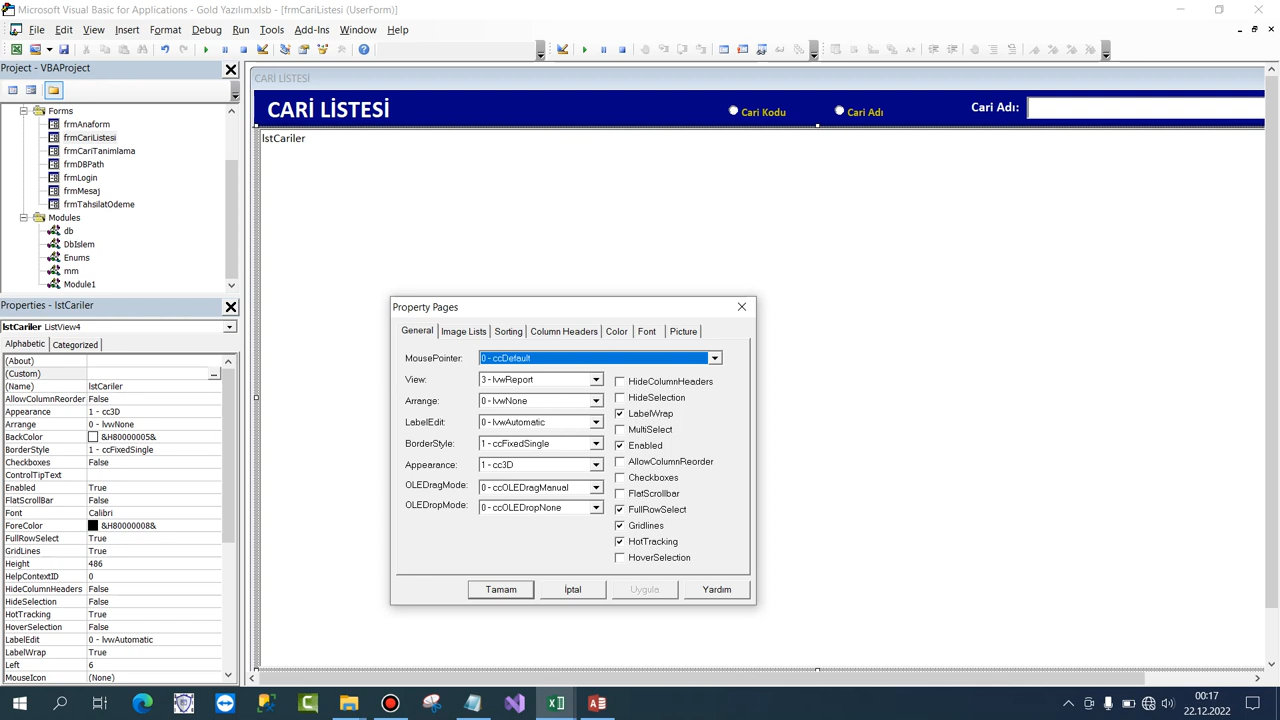 Microsoft Visual Basic for Applications - Gold Yazılım.xlsb - [frmCariListesi (UserForm)]
File Edit View Insert Format Debug Run Tools Add-Ins Window Help
Project - VBAProject
Forms
frmAnaform
frmCariListesi
frmCariTanimlama
frmDBPath
frmLogin
frmMesaj
frmTahsilatOdeme
Modules
db
DbIslem
Enums
mm
Module1
Properties - lstCariler
lstCariler ListView4
Alphabetic Categorized
(About)
(Custom) ...
(Name) lstCariler
AllowColumnReorder False
Appearance 1 - cc3D
Arrange 0 - lvwNone
BackColor &H80000005&
BorderStyle 1 - ccFixedSingle
Checkboxes False
ControlTipText
Enabled True
FlatScrollBar False
Font Calibri
ForeColor &H80000008&
FullRowSelect True
GridLines True
Height 486
HelpContextID 0
HideColumnHeaders False
HideSelection False
HotTracking True
HoverSelection False
LabelEdit 0 - lvwAutomatic
LabelWrap True
Left 6
MouseIcon (None)
CARİ LİSTESİ
CARİ LİSTESİ Cari Kodu Cari Adı Cari Adı:
lstCariler
Property Pages
General Image Lists Sorting Column Headers Color Font Picture
MousePointer: 0 - ccDefault
View: 3 - lvwReport
Arrange: 0 - lvwNone
LabelEdit: 0 - lvwAutomatic
BorderStyle: 1 - ccFixedSingle
Appearance: 1 - cc3D
OLEDragMode: 0 - ccOLEDragManual
OLEDropMode: 0 - ccOLEDropNone
HideColumnHeaders
HideSelection
LabelWrap
MultiSelect
Enabled
AllowColumnReorder
Checkboxes
FlatScrollbar
FullRowSelect
Gridlines
HotTracking
HoverSelection
Tamam İptal Uygula Yardım
00:17
22.12.2022